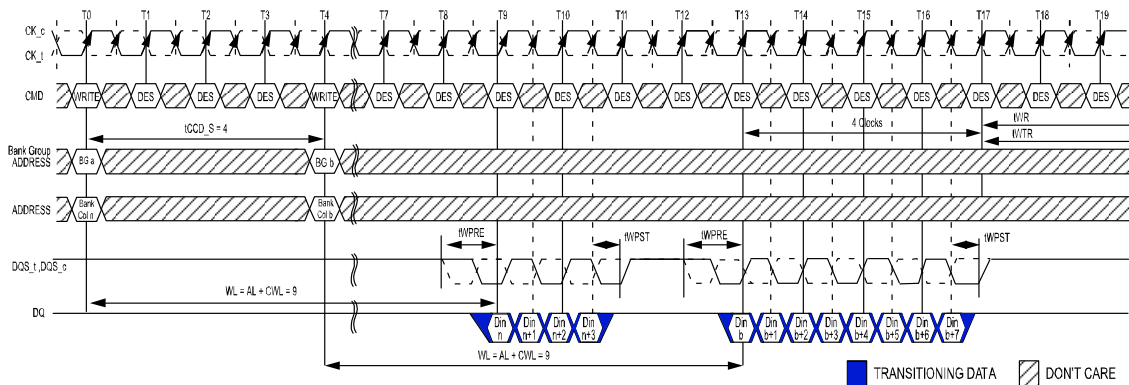 T0 T1 T2 T3 T4 T7 T8 T9 T10 T11 T12 T13 T14 T15 T16 T17 T18 T19
CK_c
CK_t
CMD WRITE DES DES DES WRITE DES DES DES DES DES DES DES DES DES DES DES DES DES
tCCD_S = 4
4 Clocks
tWR
tWTR
Bank Group
ADDRESS
BG a
BG b
ADDRESS
Bank
Col n
Bank
Col b
tWPRE
tWPST
tWPRE
tWPST
DQS_t ,DQS_c
WL = AL + CWL = 9
DQ
Din
n
Din
n+1
Din
n+2
Din
n+3
Din
b
Din
b+1
Din
b+2
Din
b+3
Din
b+4
Din
b+5
Din
b+6
Din
b+7
WL = AL + CWL = 9
TRANSITIONING DATA
DON'T CARE